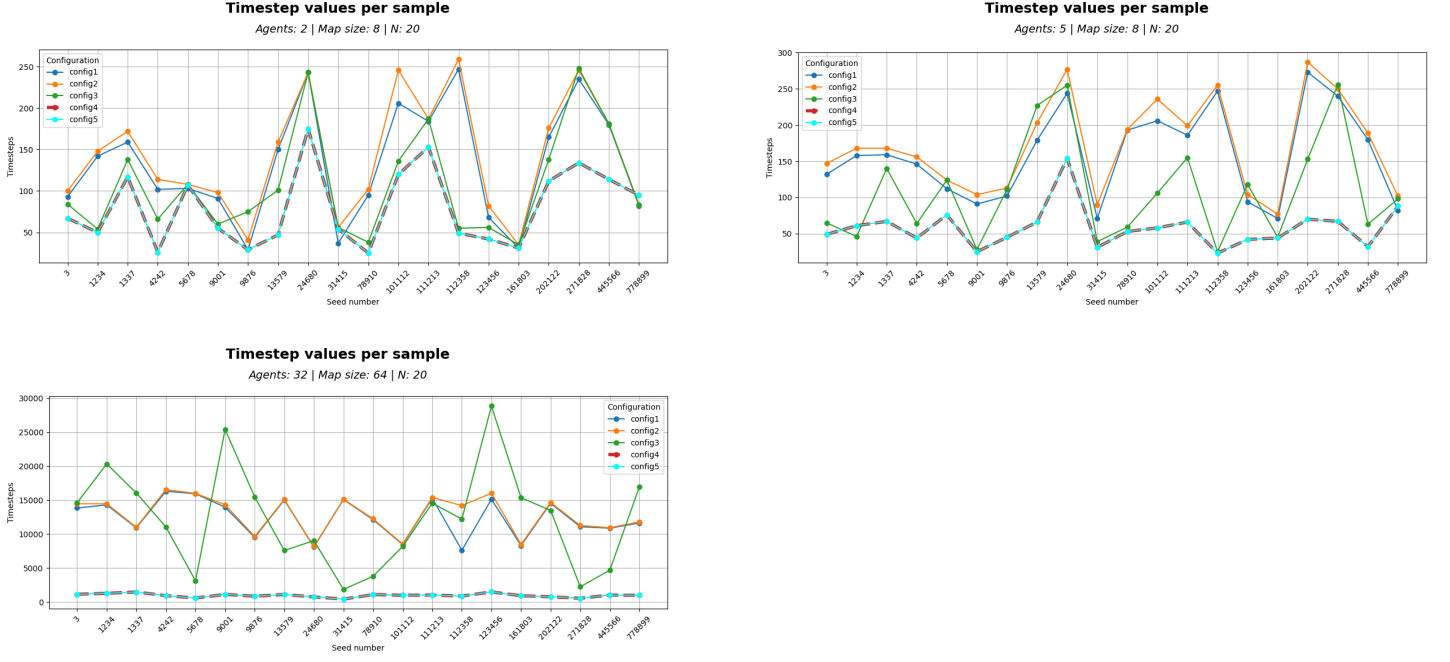 Timestep values per sample
Agents: 2 | Map size: 8 | N: 20
Configuration
config1
config2
config3
config4
config5
Timesteps
250
200
150
100
50
3
1234
1337
4242
5678
9001
9876
13579
24680
31415
78910
101112
111213
112358
123456
161803
202122
271828
445566
778899
Seed number
Timestep values per sample
Agents: 5 | Map size: 8 | N: 20
Configuration
config1
config2
config3
config4
config5
Timesteps
300
250
200
150
100
50
3
1234
1337
4242
5678
9001
9876
13579
24680
31415
78910
101112
111213
112358
123456
161803
202122
271828
445566
778899
Seed number
Timestep values per sample
Agents: 32 | Map size: 64 | N: 20
Configuration
config1
config2
config3
config4
config5
Timesteps
30000
25000
20000
15000
10000
5000
0
3
1234
1337
4242
5678
9001
9876
13579
24680
31415
78910
101112
111213
112358
123456
161803
202122
271828
445566
778899
Seed number